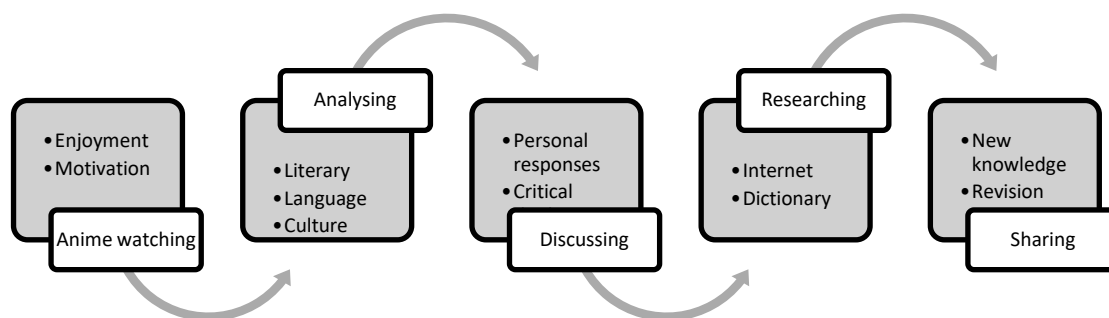 • Enjoyment
• Motivation
Anime watching
Analysing
• Literary
• Language
• Culture
• Personal
responses
• Critical
Discussing
Researching
• Internet
• Dictionary
• New
knowledge
• Revision
Sharing